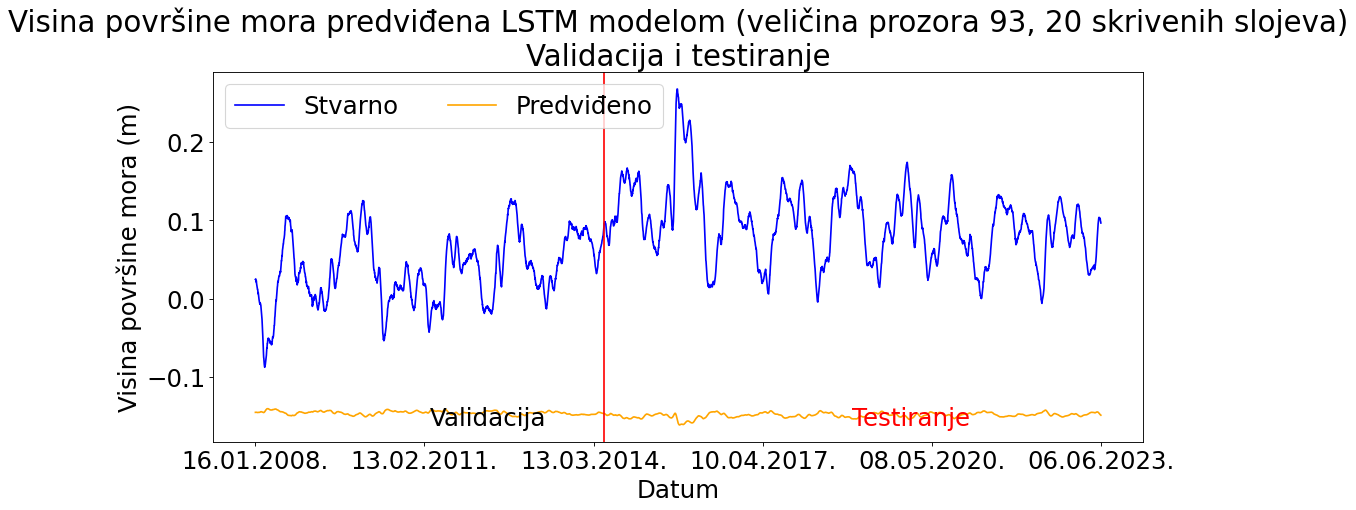 Visina površine mora predviđena LSTM modelom (veličina prozora 93, 20 skrivenih slojeva)
Validacija i testiranje
Stvarno
Predviđeno
Visina površine mora (m)
0.2
0.1
0.0
−0.1
Validacija
Testiranje
16.01.2008.
13.02.2011.
13.03.2014.
10.04.2017.
08.05.2020.
06.06.2023.
Datum